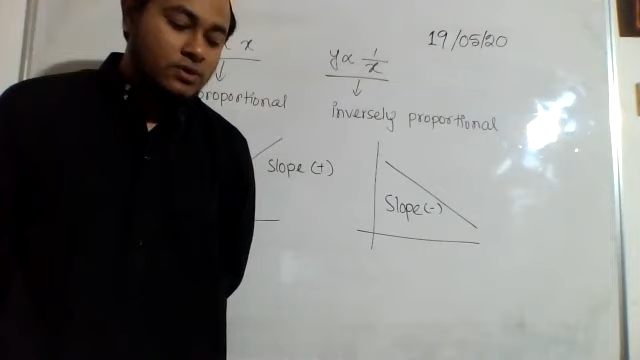 19/05/20
x
y ∝ 1/x
proportional
inversely proportional
Slope (+)
Slope (-)